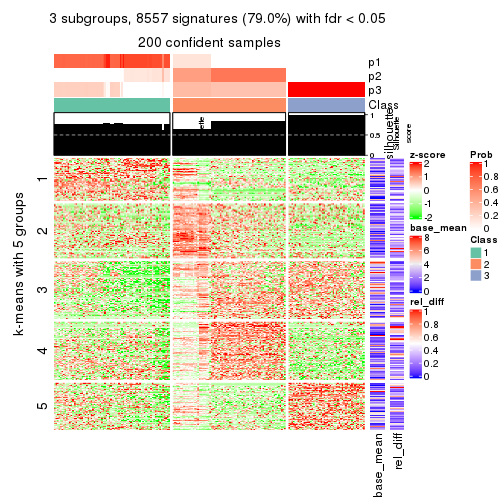 3 subgroups, 8557 signatures (79.0%) with fdr < 0.05
200 confident samples
p1
p2
p3
Class
1
0.5
0
silhouette
Silhouette
score
k-means with 5 groups
1
2
3
4
5
base_mean
rel_diff
z-score
2
1
0
-1
-2
base_mean
8
6
4
2
0
rel_diff
1
0.8
0.6
0.4
0.2
0
Prob
1
0.8
0.6
0.4
0.2
0
Class
1
2
3